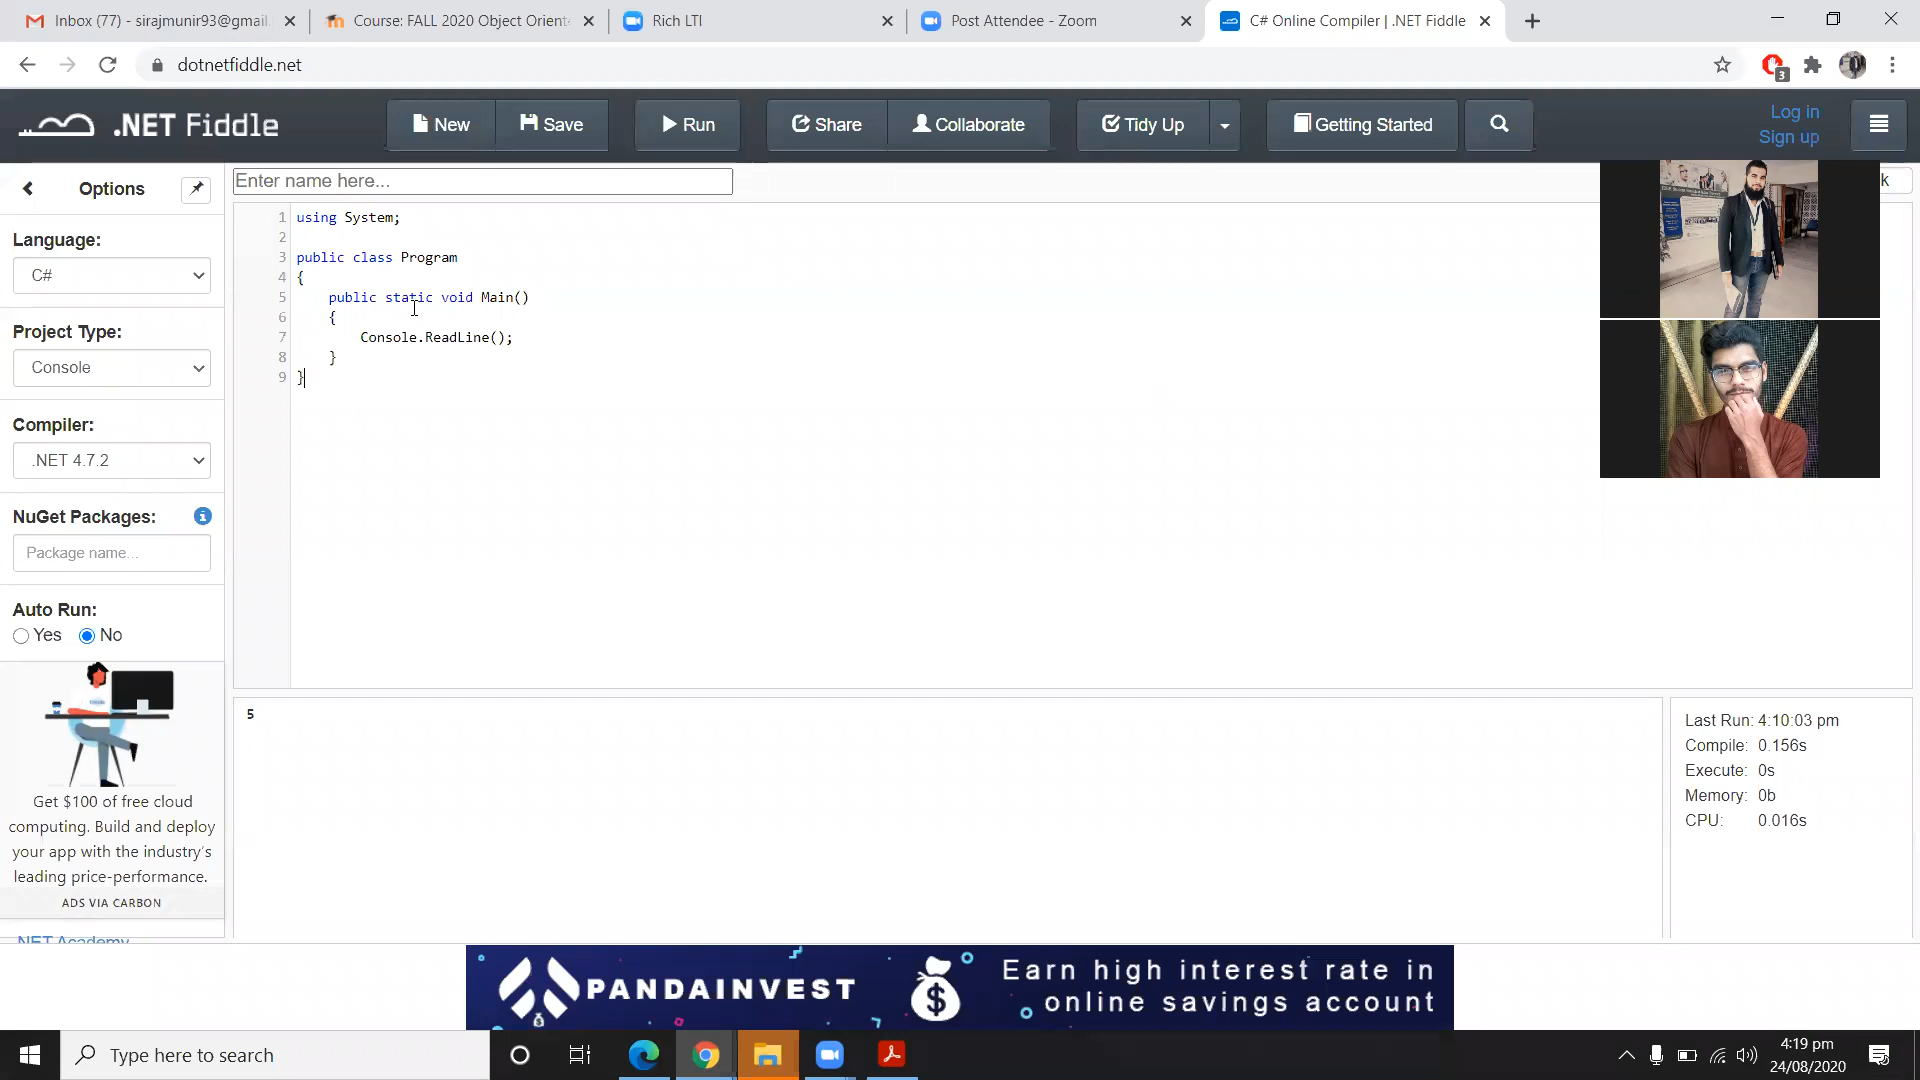 Inbox (77) - sirajmunir93@gmail.
Course: FALL 2020 Object Orient
Rich LTI
Post Attendee - Zoom
C# Online Compiler | .NET Fiddle
dotnetfiddle.net
3
.NET Fiddle
New
Save
Run
Share
Collaborate
Tidy Up
Getting Started
Log in
Sign up
Options
Enter name here...
k
Language:
C#
Project Type:
Console
Compiler:
.NET 4.7.2
NuGet Packages:
Package name...
Auto Run:
Yes No
1 using System;
2
3 public class Program
4 {
5 public static void Main()
6 {
7 Console.ReadLine();
8 }
9 }
5
Last Run: 4:10:03 pm
Compile: 0.156s
Execute: 0s
Memory: 0b
CPU: 0.016s
Get $100 of free cloud
computing. Build and deploy
your app with the industry's
leading price-performance.
ADS VIA CARBON
.NET Academy
PANDAINVEST
$
Earn high interest rate in
online savings account
Type here to search
4:19 pm
24/08/2020